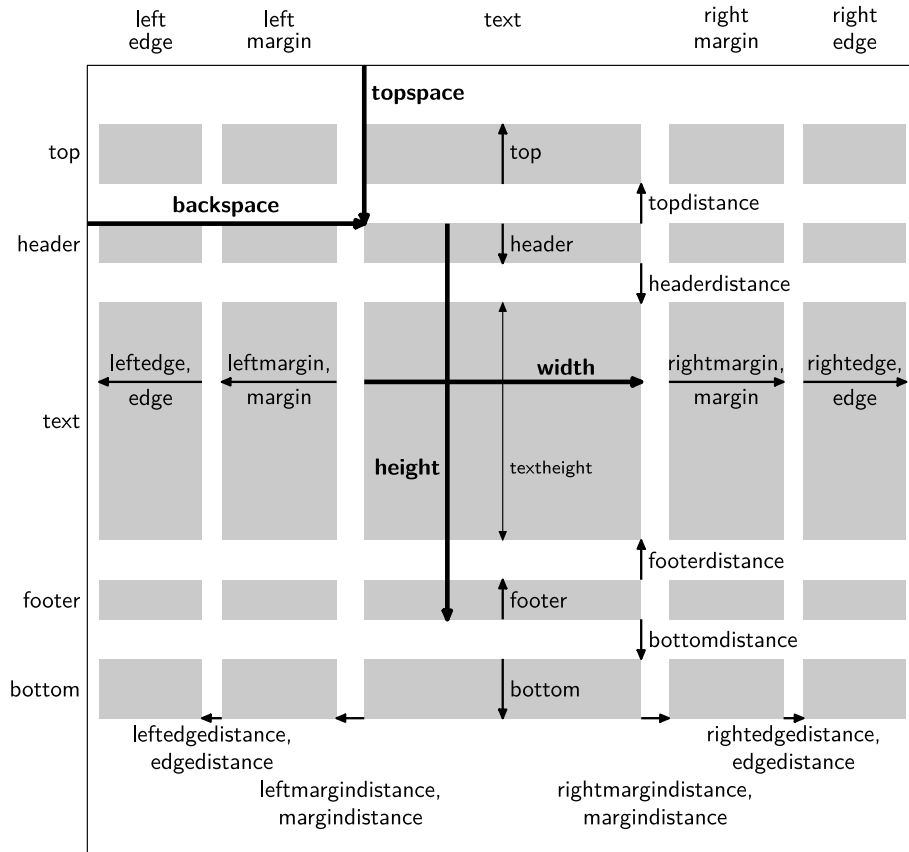 left
edge
left
margin
text
right
margin
right
edge
topspace
top
top
backspace
topdistance
header
header
headerdistance
leftedge,
edge
leftmargin,
margin
width
rightmargin,
margin
rightedge,
edge
text
height
textheight
footerdistance
footer
footer
bottomdistance
bottom
bottom
leftedgedistance,
edgedistance
rightedgedistance,
edgedistance
leftmargindistance,
margindistance
rightmargindistance,
margindistance